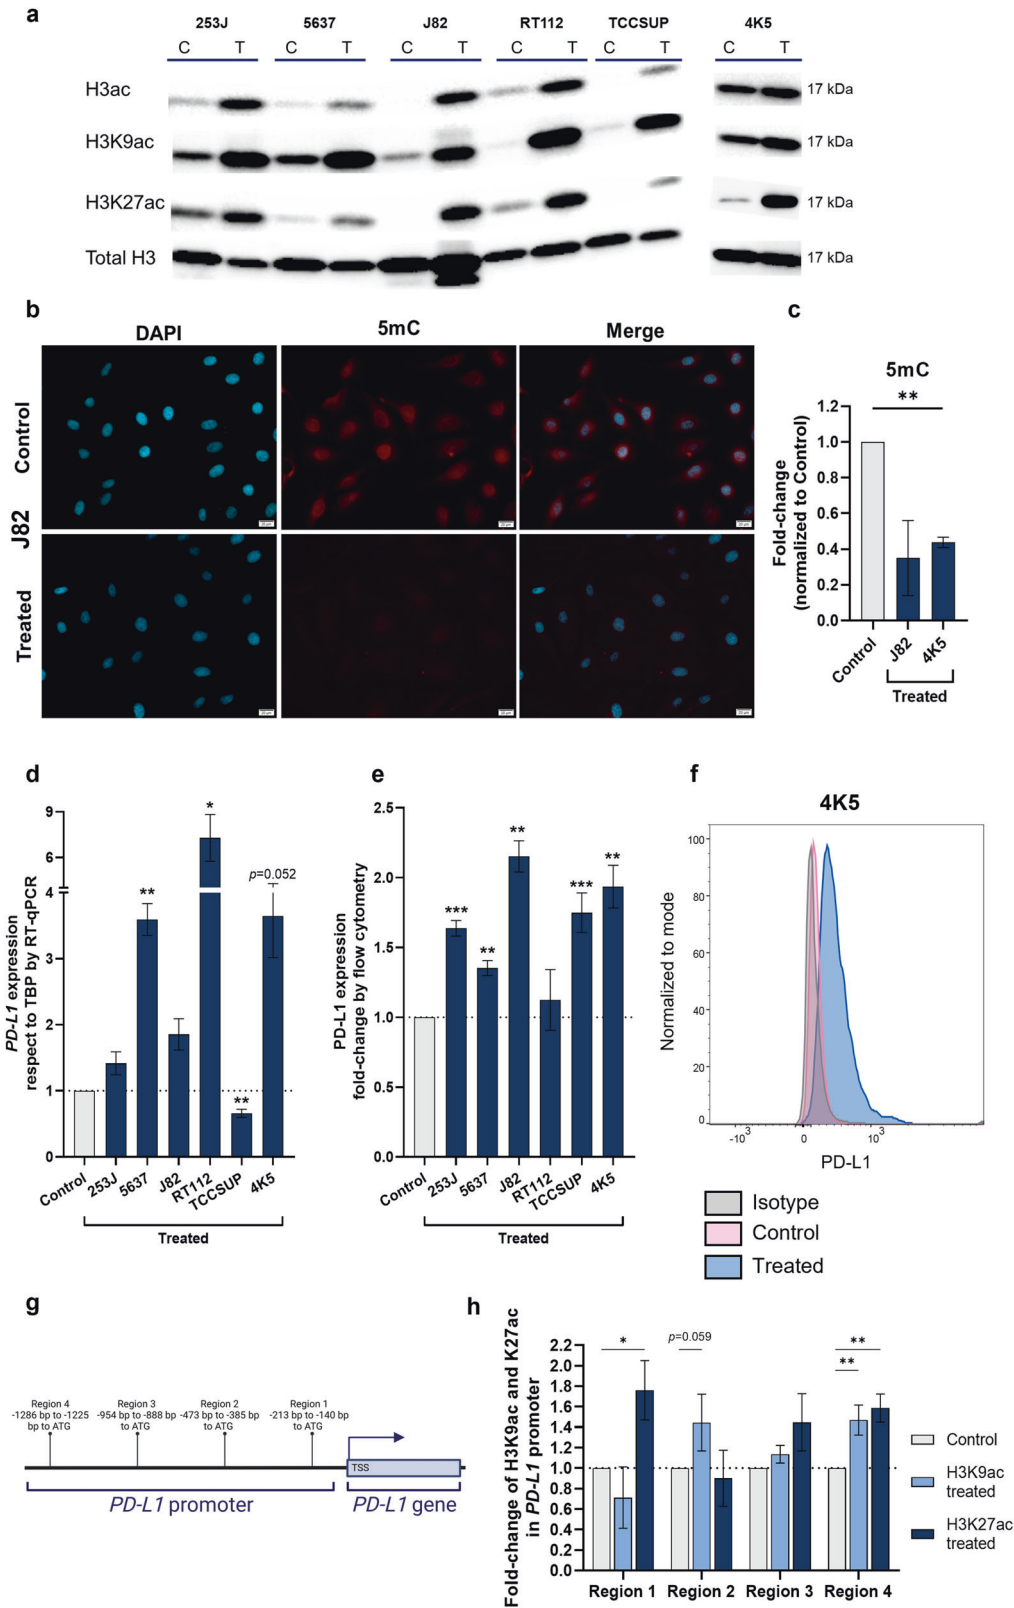 a
253J 5637 J82 RT112 TCCSUP 4K5
C T C T C T C T C T C T
H3ac 17 kDa
H3K9ac 17 kDa
H3K27ac 17 kDa
Total H3 17 kDa
b
DAPI 5mC Merge
J82
Control
Treated
c
5mC
**
Fold-change
(normalized to Control)
1.2
1.0
0.8
0.6
0.4
0.2
0.0
Control J82 4K5
Treated
d
PD-L1 expression
respect to TBP by RT-qPCR
9
6
4
3
2
1
0
** * ** p=0.052
Control 253J 5637 J82 RT112 TCCSUP 4K5
Treated
e
PD-L1 expression
fold-change by flow cytometry
2.5
2.0
1.5
1.0
0.5
0.0
*** ** ** *** **
Control 253J 5637 J82 RT112 TCCSUP 4K5
Treated
f
4K5
Normalized to mode
100
80
60
40
20
0
-10³ 0 10³
PD-L1
Isotype
Control
Treated
g
Region 4
-1286 bp to -1225
bp to ATG
Region 3
-954 bp to -888 bp
to ATG
Region 2
-473 bp to -385 bp
to ATG
Region 1
-213 bp to -140 bp
to ATG
TSS
PD-L1 promoter PD-L1 gene
h
Fold-change of H3K9ac and K27ac
in PD-L1 promoter
2.2
2.0
1.8
1.6
1.4
1.2
1.0
0.8
0.6
0.4
0.2
0.0
* p=0.059 ** **
Region 1 Region 2 Region 3 Region 4
Control
H3K9ac
treated
H3K27ac
treated